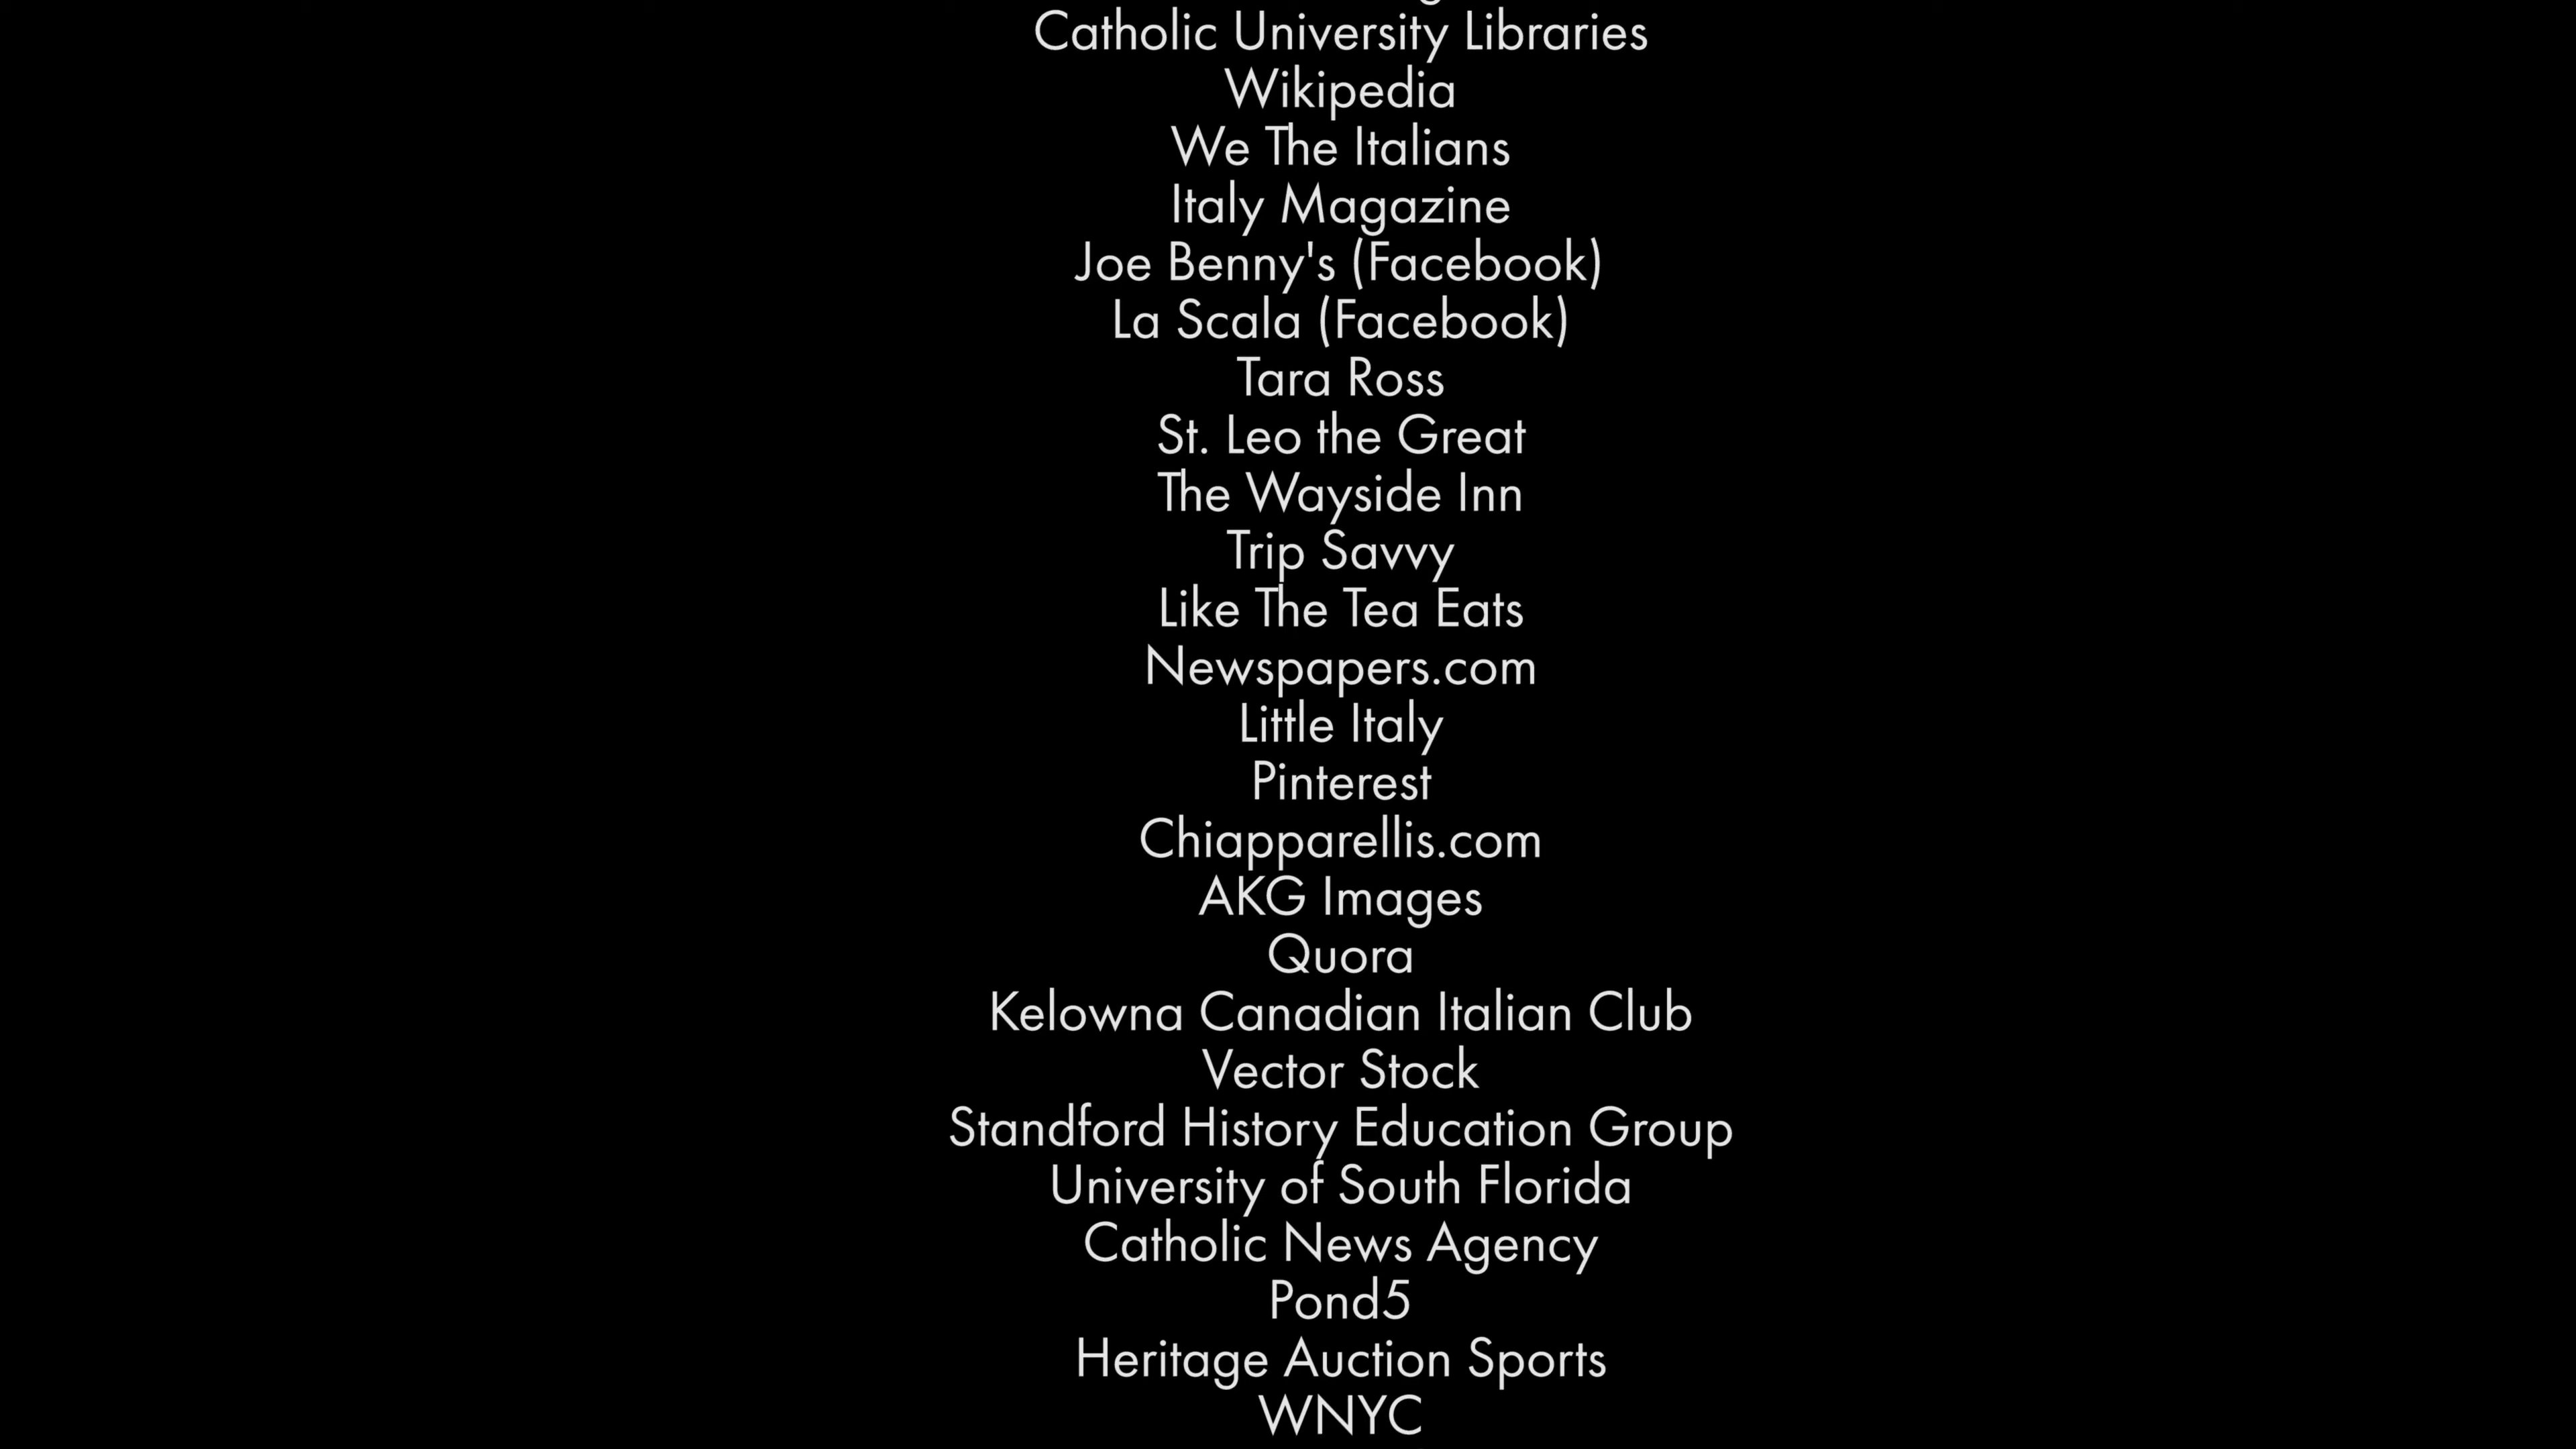 Catholic University Libraries
Wikipedia
We The Italians
Italy Magazine
Joe Benny's (Facebook)
La Scala (Facebook)
Tara Ross
St. Leo the Great
The Wayside Inn
Trip Savvy
Like The Tea Eats
Newspapers.com
Little Italy
Pinterest
Chiapparellis.com
AKG Images
Quora
Kelowna Canadian Italian Club
Vector Stock
Standford History Education Group
University of South Florida
Catholic News Agency
Pond5
Heritage Auction Sports
WNYC